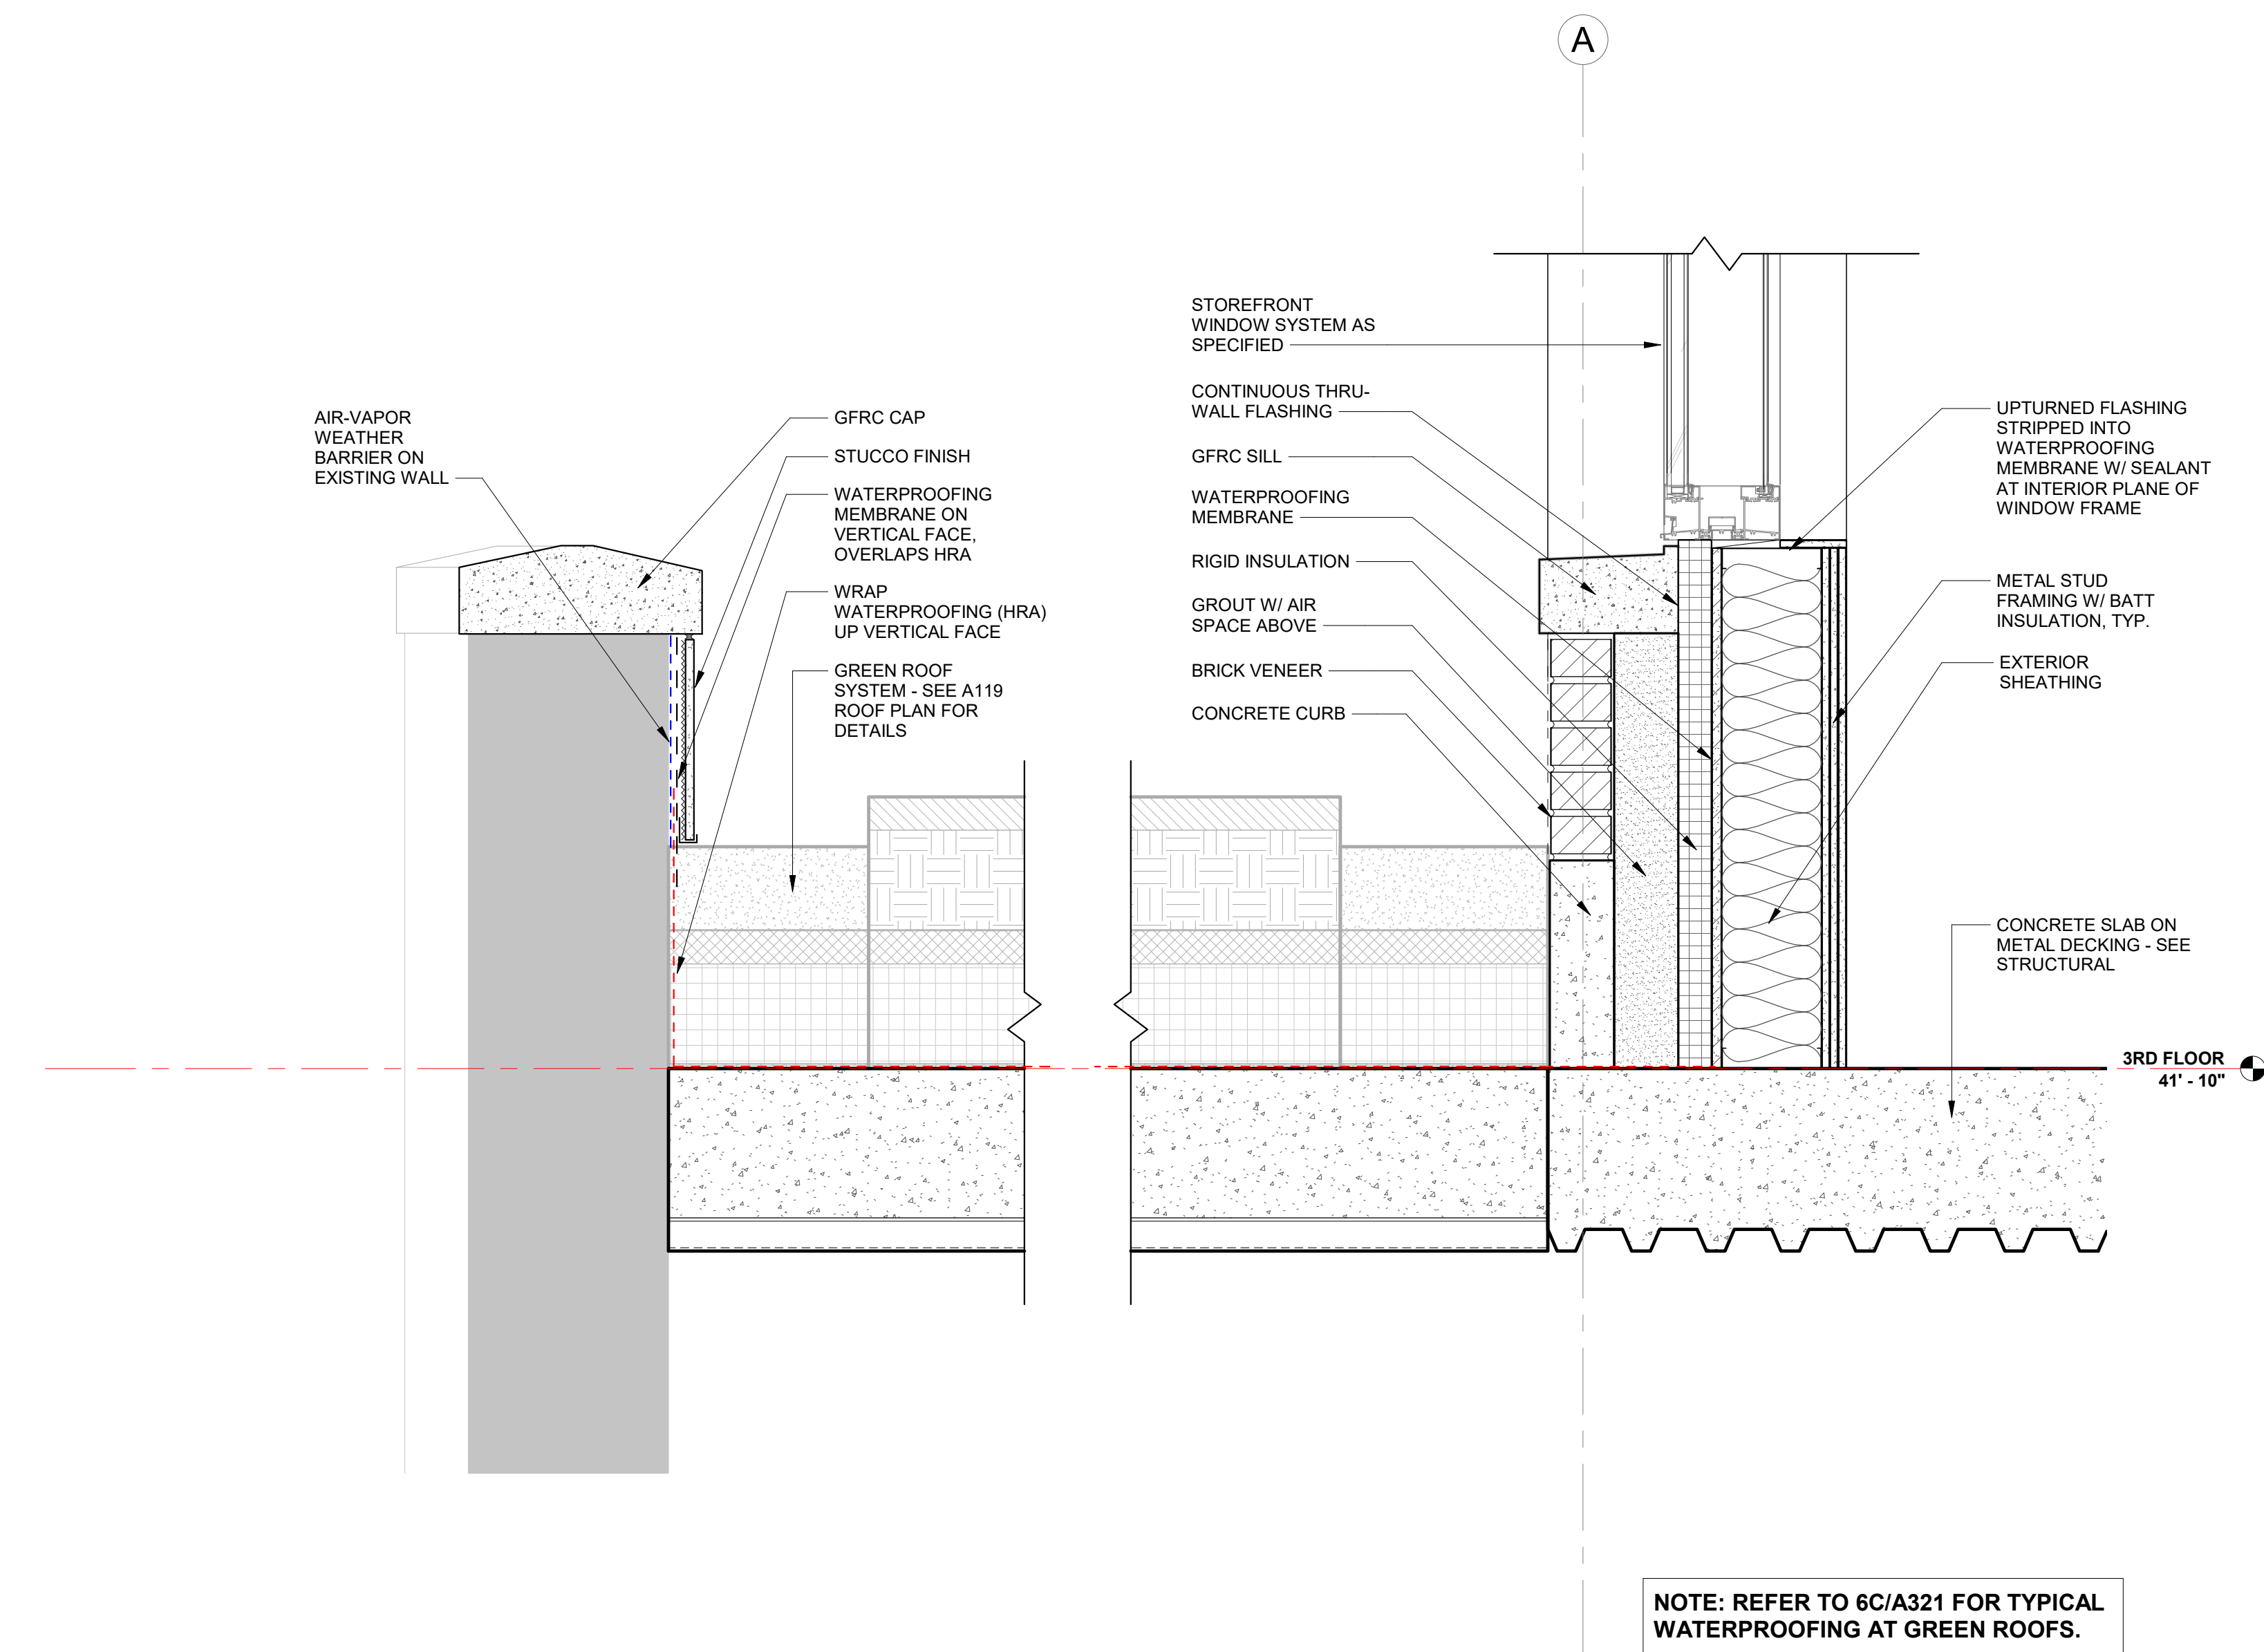 A
STOREFRONT
WINDOW SYSTEM AS
SPECIFIED
CONTINUOUS THRU-
WALL FLASHING
GFRC SILL
WATERPROOFING
MEMBRANE
RIGID INSULATION
GROUT W/ AIR
SPACE ABOVE
BRICK VENEER
CONCRETE CURB
AIR-VAPOR
WEATHER
BARRIER ON
EXISTING WALL
GFRC CAP
STUCCO FINISH
WATERPROOFING
MEMBRANE ON
VERTICAL FACE,
OVERLAPS HRA
WRAP
WATERPROOFING (HRA)
UP VERTICAL FACE
GREEN ROOF
SYSTEM - SEE A119
ROOF PLAN FOR
DETAILS
UPTURNED FLASHING
STRIPPED INTO
WATERPROOFING
MEMBRANE W/ SEALANT
AT INTERIOR PLANE OF
WINDOW FRAME
METAL STUD
FRAMING W/ BATT
INSULATION, TYP.
EXTERIOR
SHEATHING
CONCRETE SLAB ON
METAL DECKING - SEE
STRUCTURAL
3RD FLOOR
41' - 10"
NOTE: REFER TO 6C/A321 FOR TYPICAL
WATERPROOFING AT GREEN ROOFS.